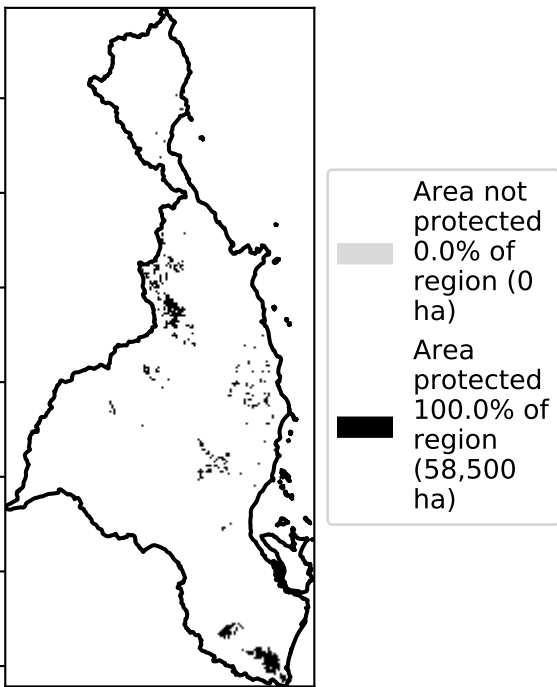 Area not
protected
0.0% of
region (0
ha)
Area
protected
100.0% of
region
(58,500
ha)